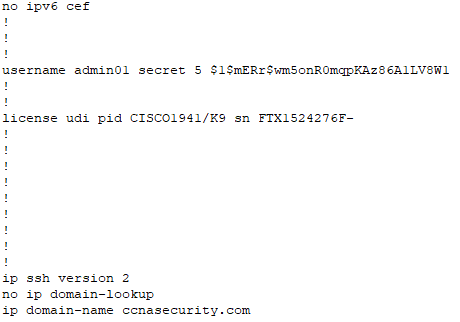 no ipv6 cef
!
!
!
username admin01 secret 5 $1$mERr$wm5onR0mqpKAz86A1LV8W1
!
!
license udi pid CISCO1941/K9 sn FTX1524276F-
!
!
!
!
!
!
!
!
!
ip ssh version 2
no ip domain-lookup
ip domain-name ccnasecurity.com